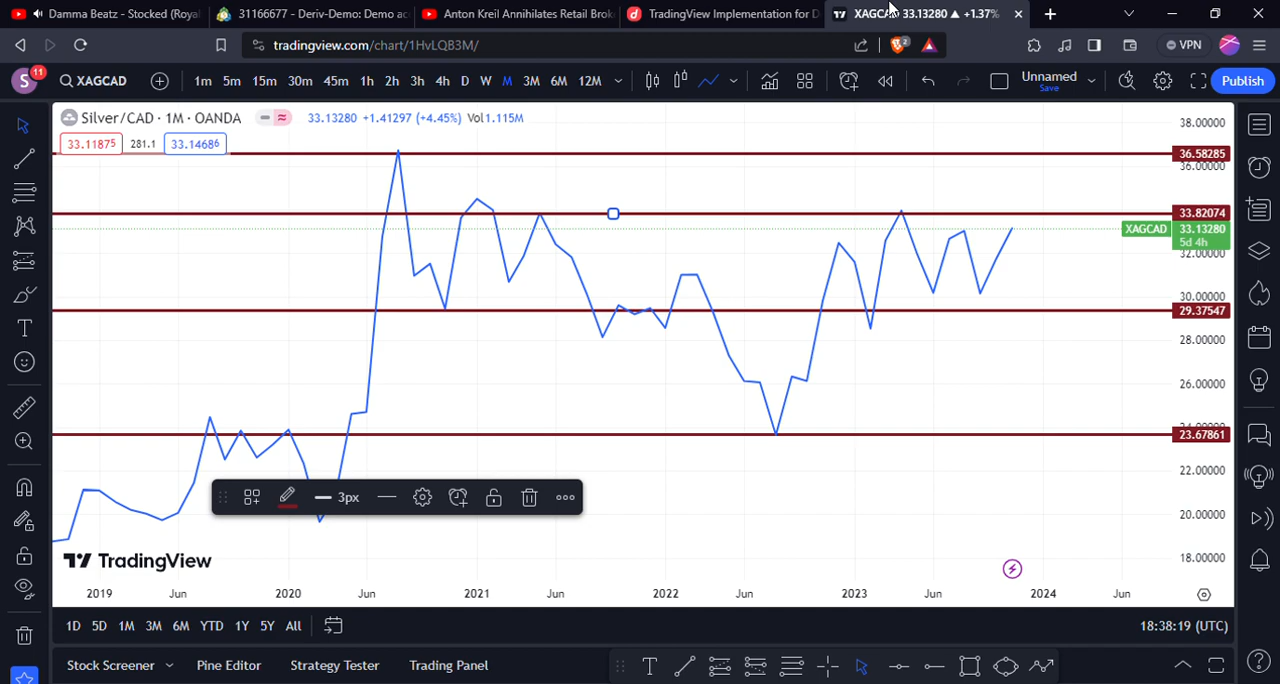 Damma Beatz - Stocked (Roya
31166677 - Deriv-Demo: Demo ac
Anton Kreil Annihilates Retail Brok
TradingView Implementation for D
XAGCA 33.13280 ▲ +1.37%
tradingview.com/chart/1HvLQB3M/
2
VPN
S
11
XAGCAD
1m 5m 15m 30m 45m 1h 2h 3h 4h D W M 3M 6M 12M
Unnamed
Save
Publish
Silver/CAD · 1M · OANDA
33.13280 +1.41297 (+4.45%) Vol1.115M
33.11875 281.1 33.14686
38.00000
36.58285
36.00000
33.82074
XAGCAD 33.13280
5d 4h
32.00000
30.00000
29.37547
28.00000
26.00000
23.67861
22.00000
20.00000
18.00000
3px
TradingView
2019 Jun 2020 Jun 2021 Jun 2022 Jun 2023 Jun 2024 Jun
1D 5D 1M 3M 6M YTD 1Y 5Y All
18:38:19 (UTC)
Stock Screener Pine Editor Strategy Tester Trading Panel